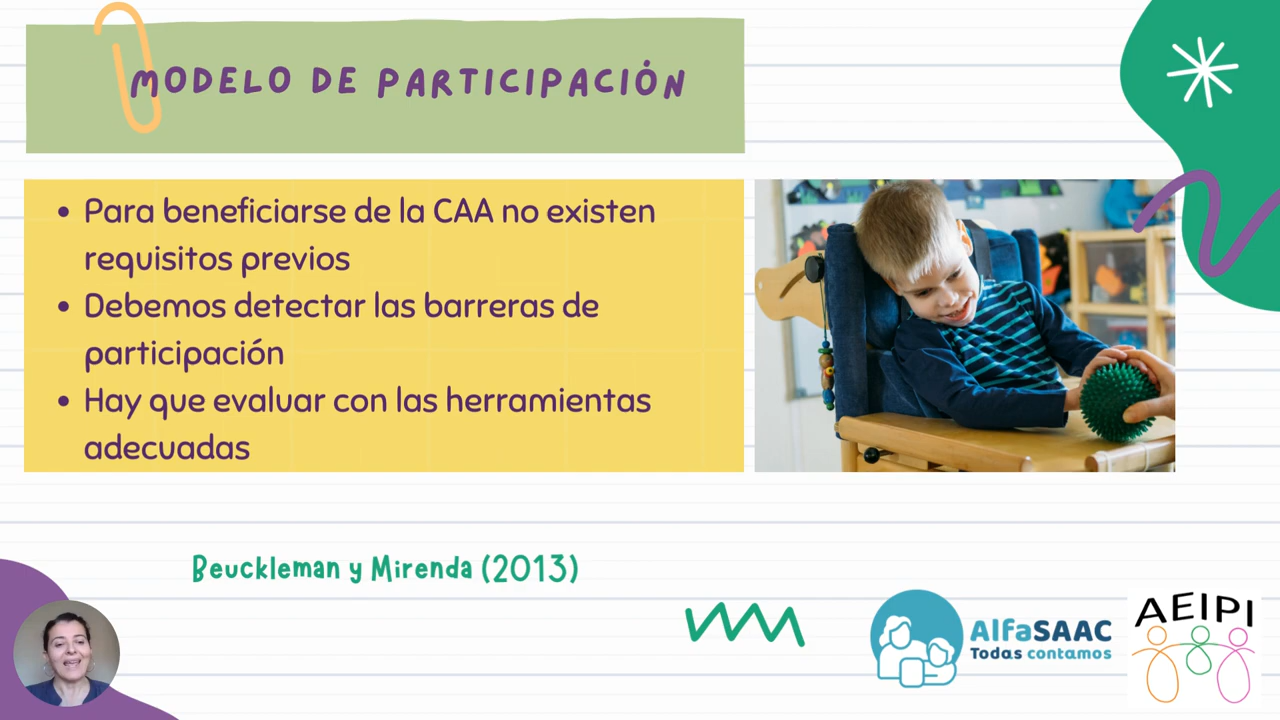 MODELO DE PARTICIPACIÓN
Para beneficiarse de la CAA no existen
requisitos previos
Debemos detectar las barreras de
participación
Hay que evaluar con las herramientas
adecuadas
Beuckleman y Mirenda (2013)
AlfaSAAC
Todas contamos
AEIPI